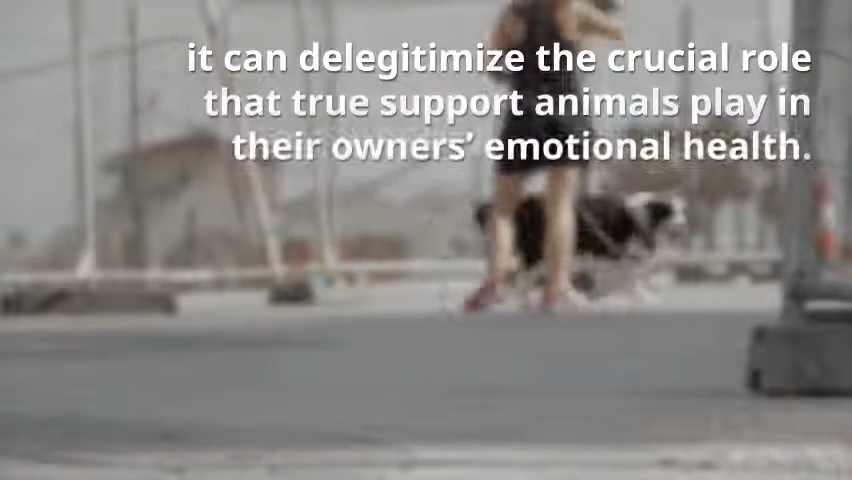 it can delegitimize the crucial role
that true support animals play in
their owners’ emotional health.